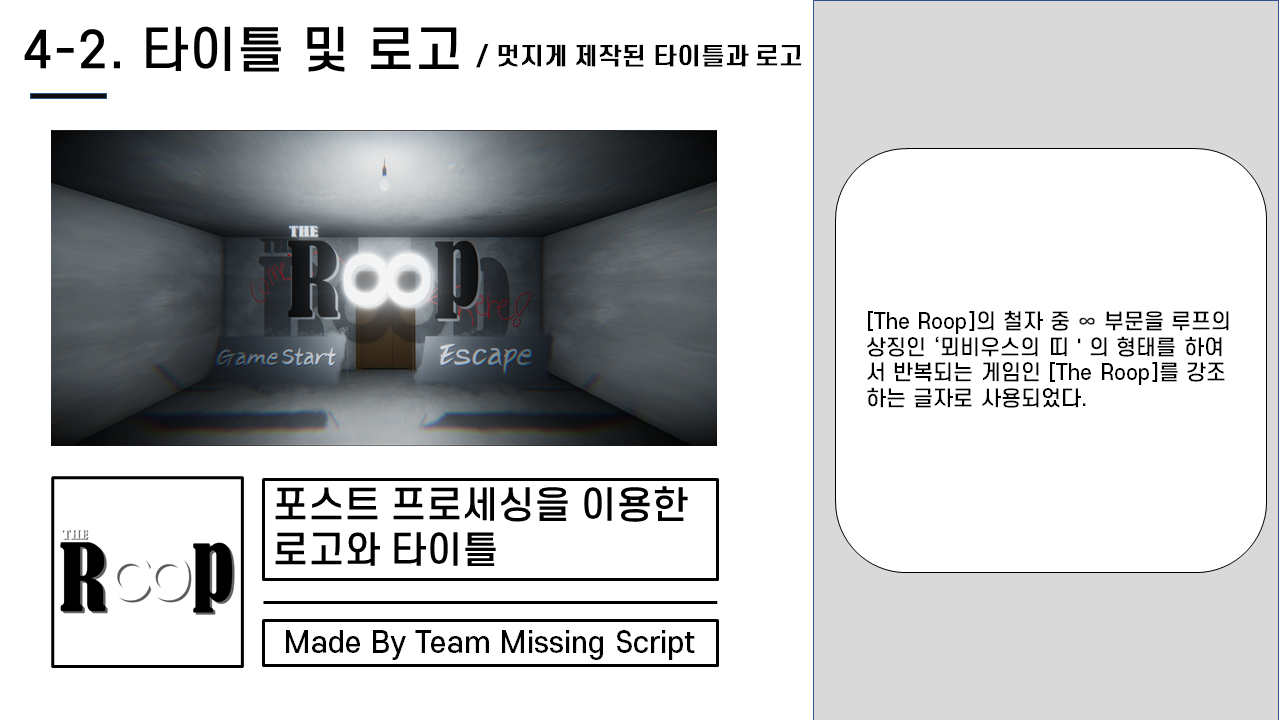 4-2. 타이틀 및 로고 / 멋지게 제작된 타이틀과 로고
THE
Roop
Game Start
Escape
[The Roop]의 철자 중 ∞ 부문을 루프의
상징인 ‘뫼비우스의 띠 ' 의 형태를 하여
서 반복되는 게임인 [The Roop]를 강조
하는 글자로 사용되었다.
THE
Roop
포스트 프로세싱을 이용한
로고와 타이틀
Made By Team Missing Script